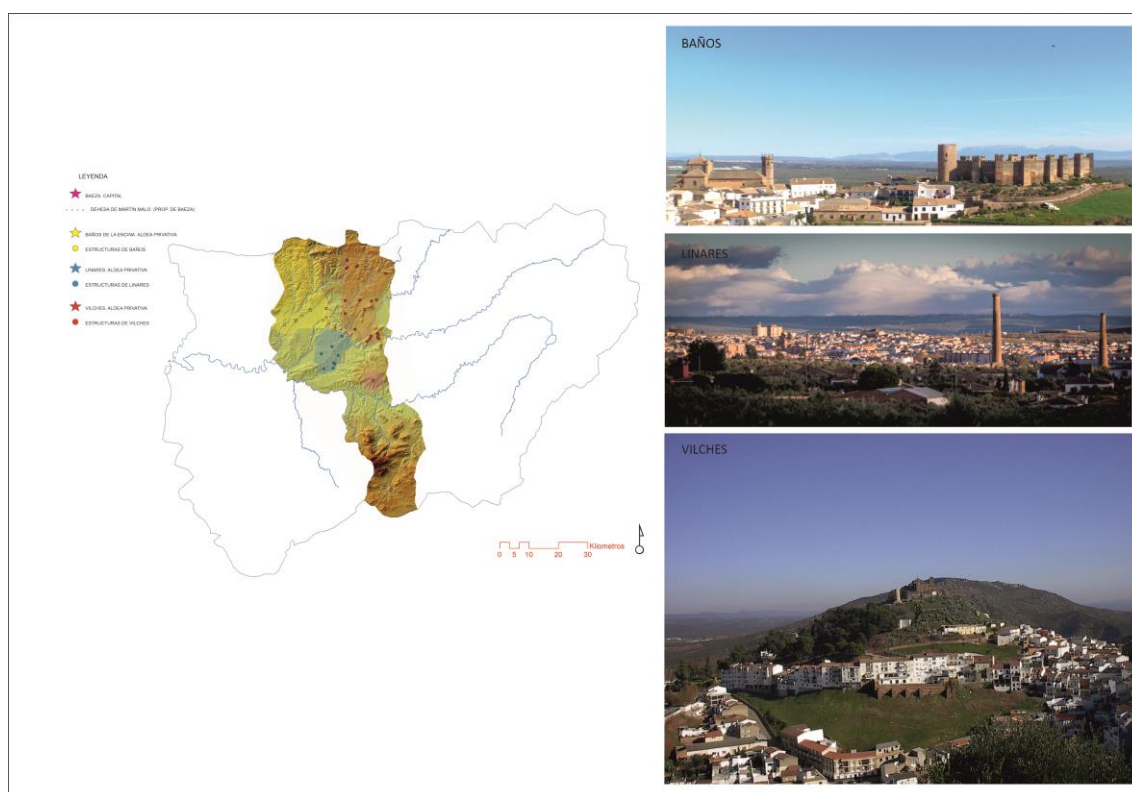 LEYENDA
BAEZA: CAPITAL
DEHESA DE MARTÍN MALO. (PROP. DE BAEZA)
BAÑOS DE LA ENCINA. ALDEA PRIVATIVA
ESTRUCTURAS DE BAÑOS
LINARES: ALDEA PRIVATIVA
ESTRUCTURAS DE LINARES
VILCHES: ALDEA PRIVATIVA
ESTRUCTURAS DE VILCHES
Kilometros
0 5 10 20 30
BAÑOS
LINARES
VILCHES